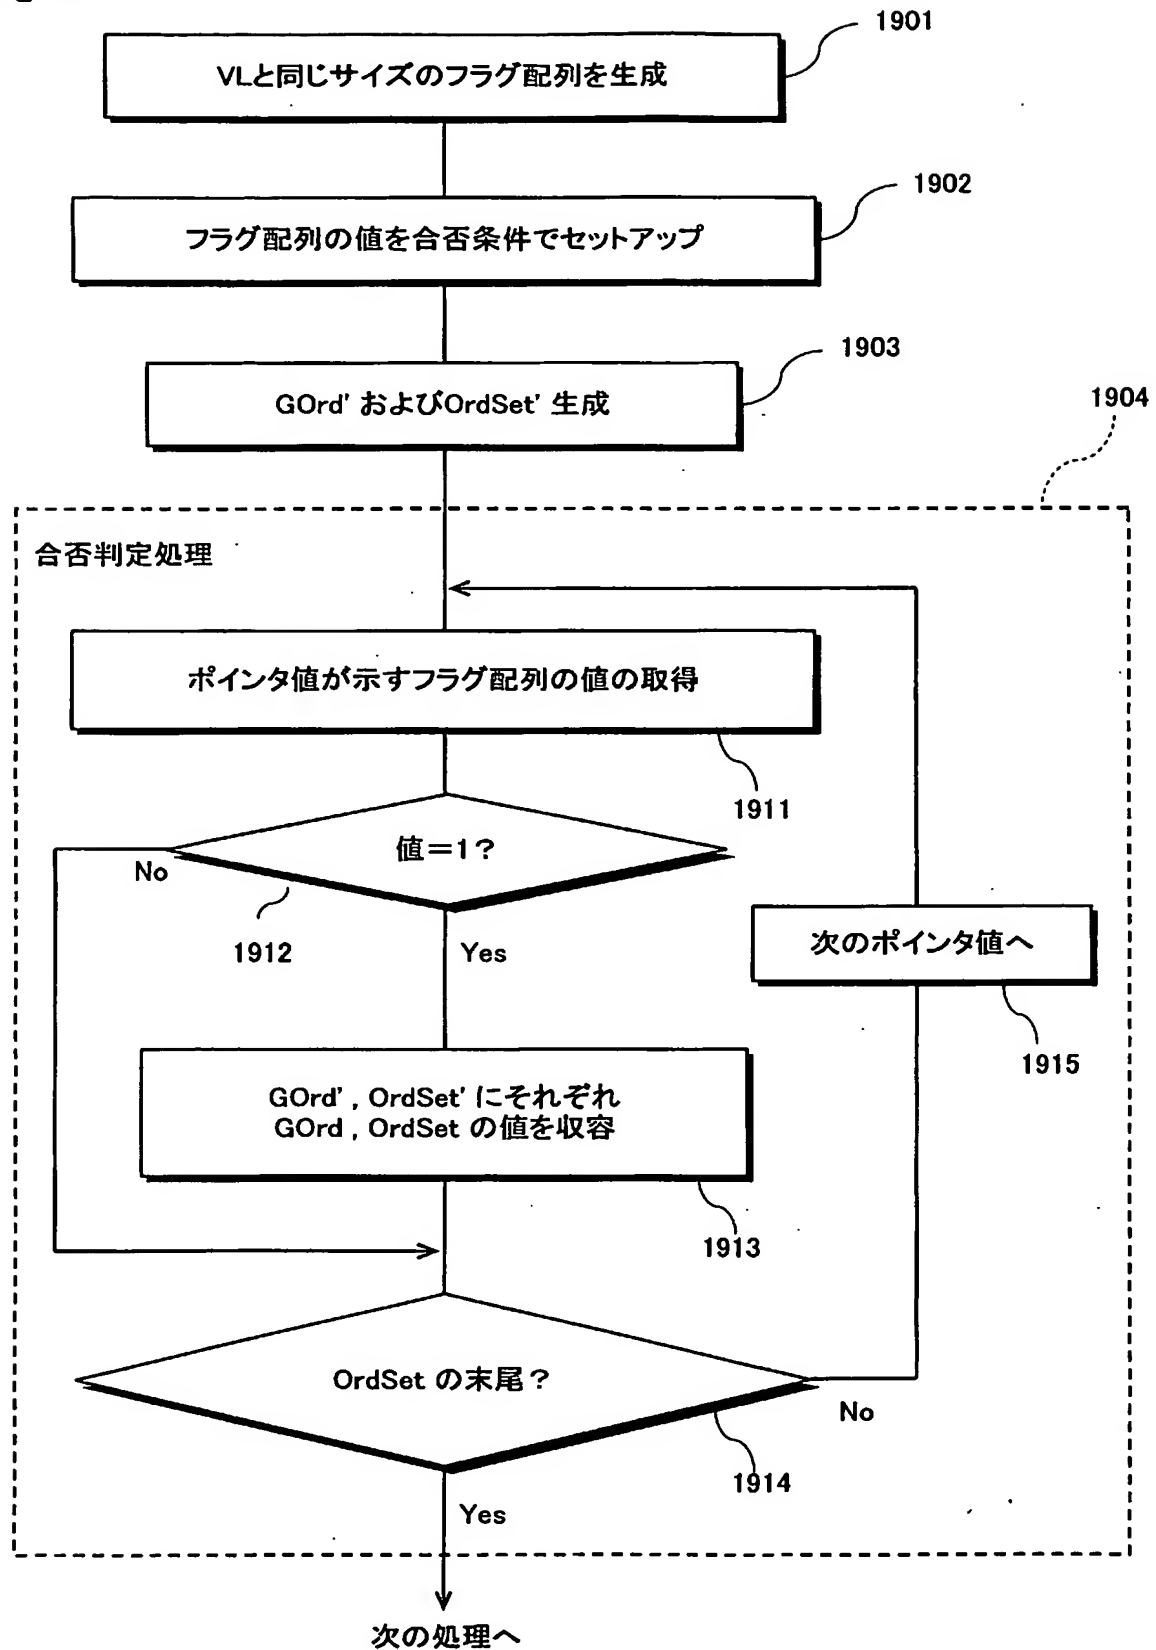 1901
VLと同じサイズのフラグ配列を生成
1902
フラグ配列の値を合否条件でセットアップ
1903
GOrd' およびOrdSet' 生成
1904
合否判定処理
ポインタ値が示すフラグ配列の値の取得
1911
値＝1？
No
1912
Yes
次のポインタ値へ
1915
GOrd' , OrdSet' にそれぞれ
GOrd , OrdSet の値を収容
1913
OrdSet の末尾？
No
1914
Yes
次の処理へ